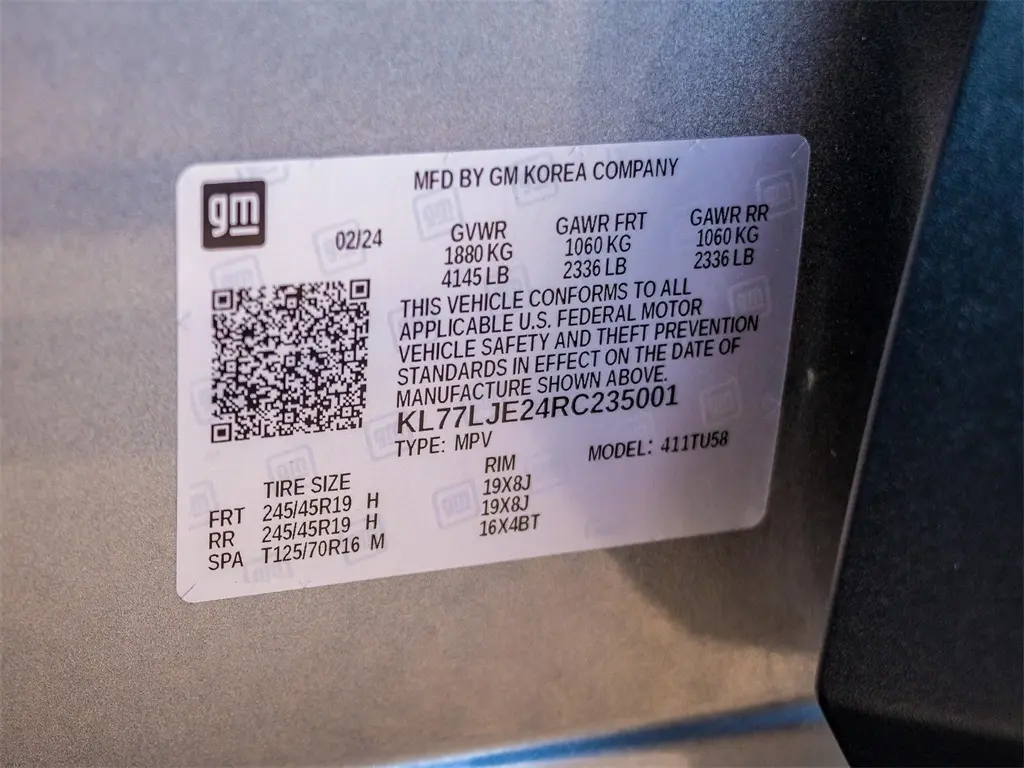 MFD BY GM KOREA COMPANY
gm
02/24
GVWR GAWR FRT GAWR RR
1880 KG 1060 KG 1060 KG
4145 LB 2336 LB 2336 LB
THIS VEHICLE CONFORMS TO ALL
APPLICABLE U.S. FEDERAL MOTOR
VEHICLE SAFETY AND THEFT PREVENTION
STANDARDS IN EFFECT ON THE DATE OF
MANUFACTURE SHOWN ABOVE.
KL77LJE24RC235001
TYPE: MPV MODEL: 411TU58
TIRE SIZE RIM
FRT 245/45R19 H 19X8J
RR 245/45R19 H 19X8J
SPA T125/70R16 M 16X4BT